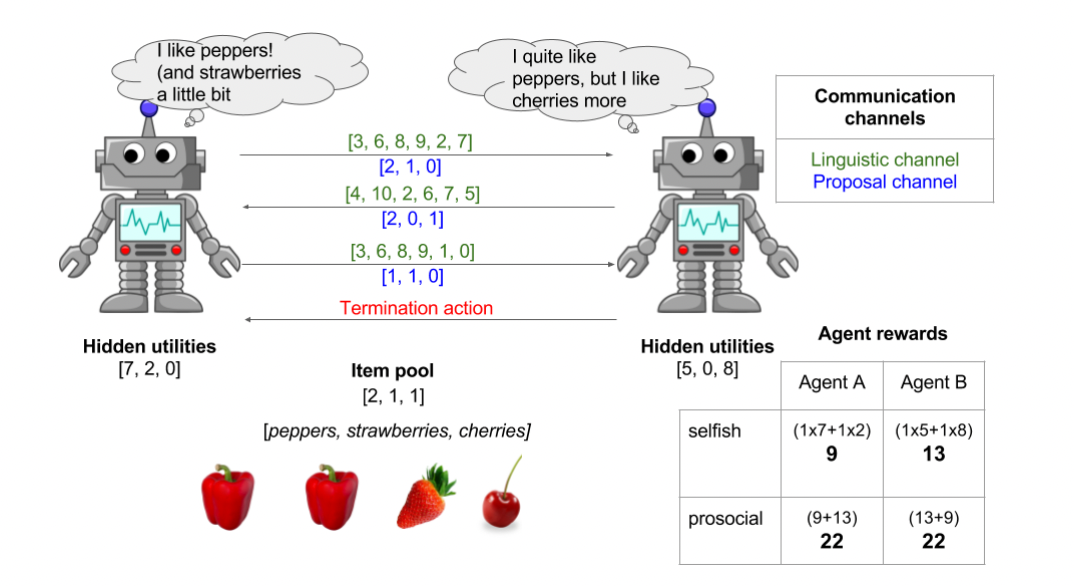 I like peppers!
(and strawberries
a little bit
I quite like
peppers, but I like
cherries more
Communication
channels
Linguistic channel
Proposal channel
[3, 6, 8, 9, 2, 7]
[2, 1, 0]
[4, 10, 2, 6, 7, 5]
[2, 0, 1]
[3, 6, 8, 9, 1, 0]
[1, 1, 0]
Termination action
Hidden utilities
[7, 2, 0]
Item pool
[2, 1, 1]
[peppers, strawberries, cherries]
Hidden utilities
[5, 0, 8]
Agent rewards
Agent A
Agent B
selfish
(1x7+1x2)
9
(1x5+1x8)
13
prosocial
(9+13)
22
(13+9)
22